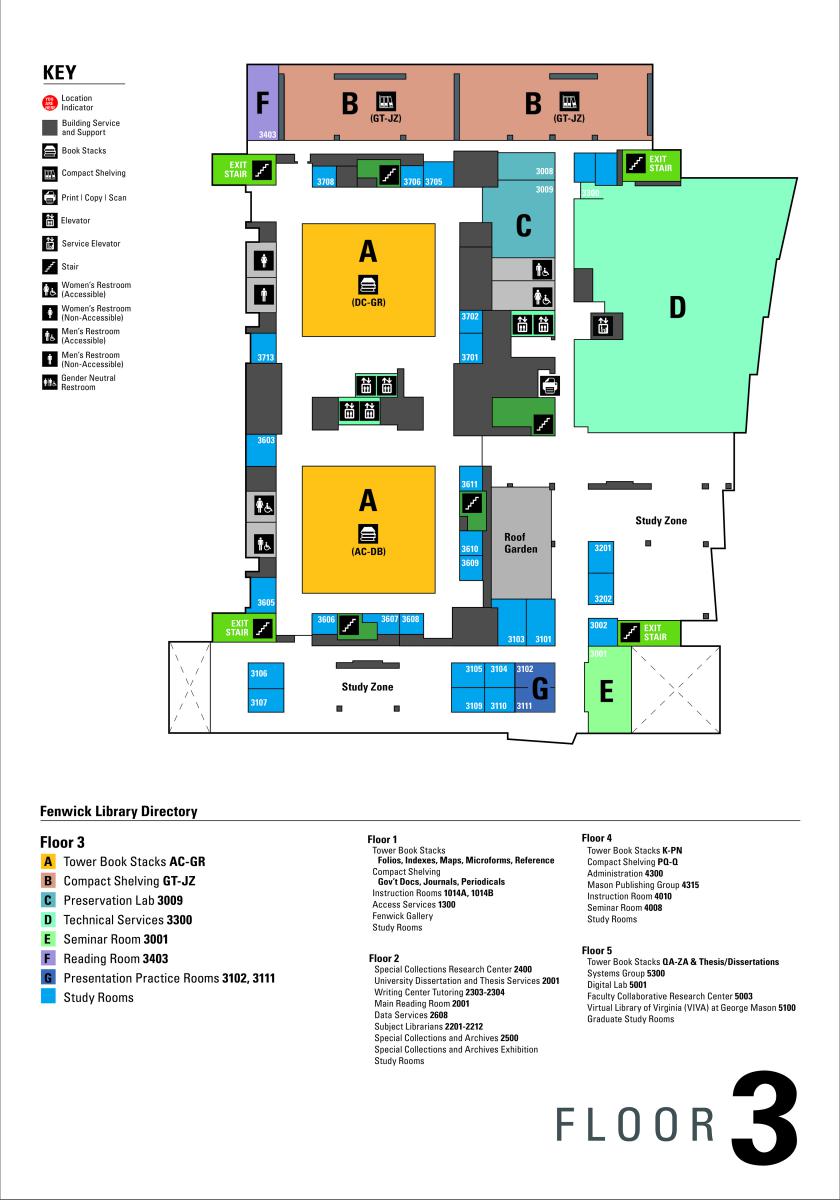 KEY
YOU ARE HERE
Location
Indicator
Building Service
and Support
Book Stacks
Compact Shelving
Print | Copy | Scan
Elevator
Service Elevator
Stair
Women's Restroom
(Accessible)
Women's Restroom
(Non-Accessible)
Men's Restroom
(Accessible)
Men's Restroom
(Non-Accessible)
Gender Neutral
Restroom
F
3403
B
(GT-JZ)
B
(GT-JZ)
EXIT
STAIR
3708
3706
3705
3008
3009
C
3300
EXIT
STAIR
A
(DC-GR)
D
3702
3701
3713
3603
A
(AC-DB)
3611
3610
3609
Roof
Garden
Study Zone
3201
3202
3605
EXIT
STAIR
3606
3607
3608
3103
3101
3002
EXIT
STAIR
3001
E
3106
3107
Study Zone
3105
3104
3102
G
3109
3110
3111
Fenwick Library Directory
Floor 3
A Tower Book Stacks AC-GR
B Compact Shelving GT-JZ
C Preservation Lab 3009
D Technical Services 3300
E Seminar Room 3001
F Reading Room 3403
G Presentation Practice Rooms 3102, 3111
Study Rooms
Floor 1
Tower Book Stacks
Folios, Indexes, Maps, Microforms, Reference
Compact Shelving
Gov't Docs, Journals, Periodicals
Instruction Rooms 1014A, 1014B
Access Services 1300
Fenwick Gallery
Study Rooms
Floor 2
Special Collections Research Center 2400
University Dissertation and Thesis Services 2001
Writing Center Tutoring 2303-2304
Main Reading Room 2001
Data Services 2608
Subject Librarians 2201-2212
Special Collections and Archives 2500
Special Collections and Archives Exhibition
Study Rooms
Floor 4
Tower Book Stacks K-PN
Compact Shelving PQ-Q
Administration 4300
Mason Publishing Group 4315
Instruction Room 4010
Seminar Room 4008
Study Rooms
Floor 5
Tower Book Stacks QA-ZA & Thesis/Dissertations
Systems Group 5300
Digital Lab 5001
Faculty Collaborative Research Center 5003
Virtual Library of Virginia (VIVA) at George Mason 5100
Graduate Study Rooms
FLOOR 3